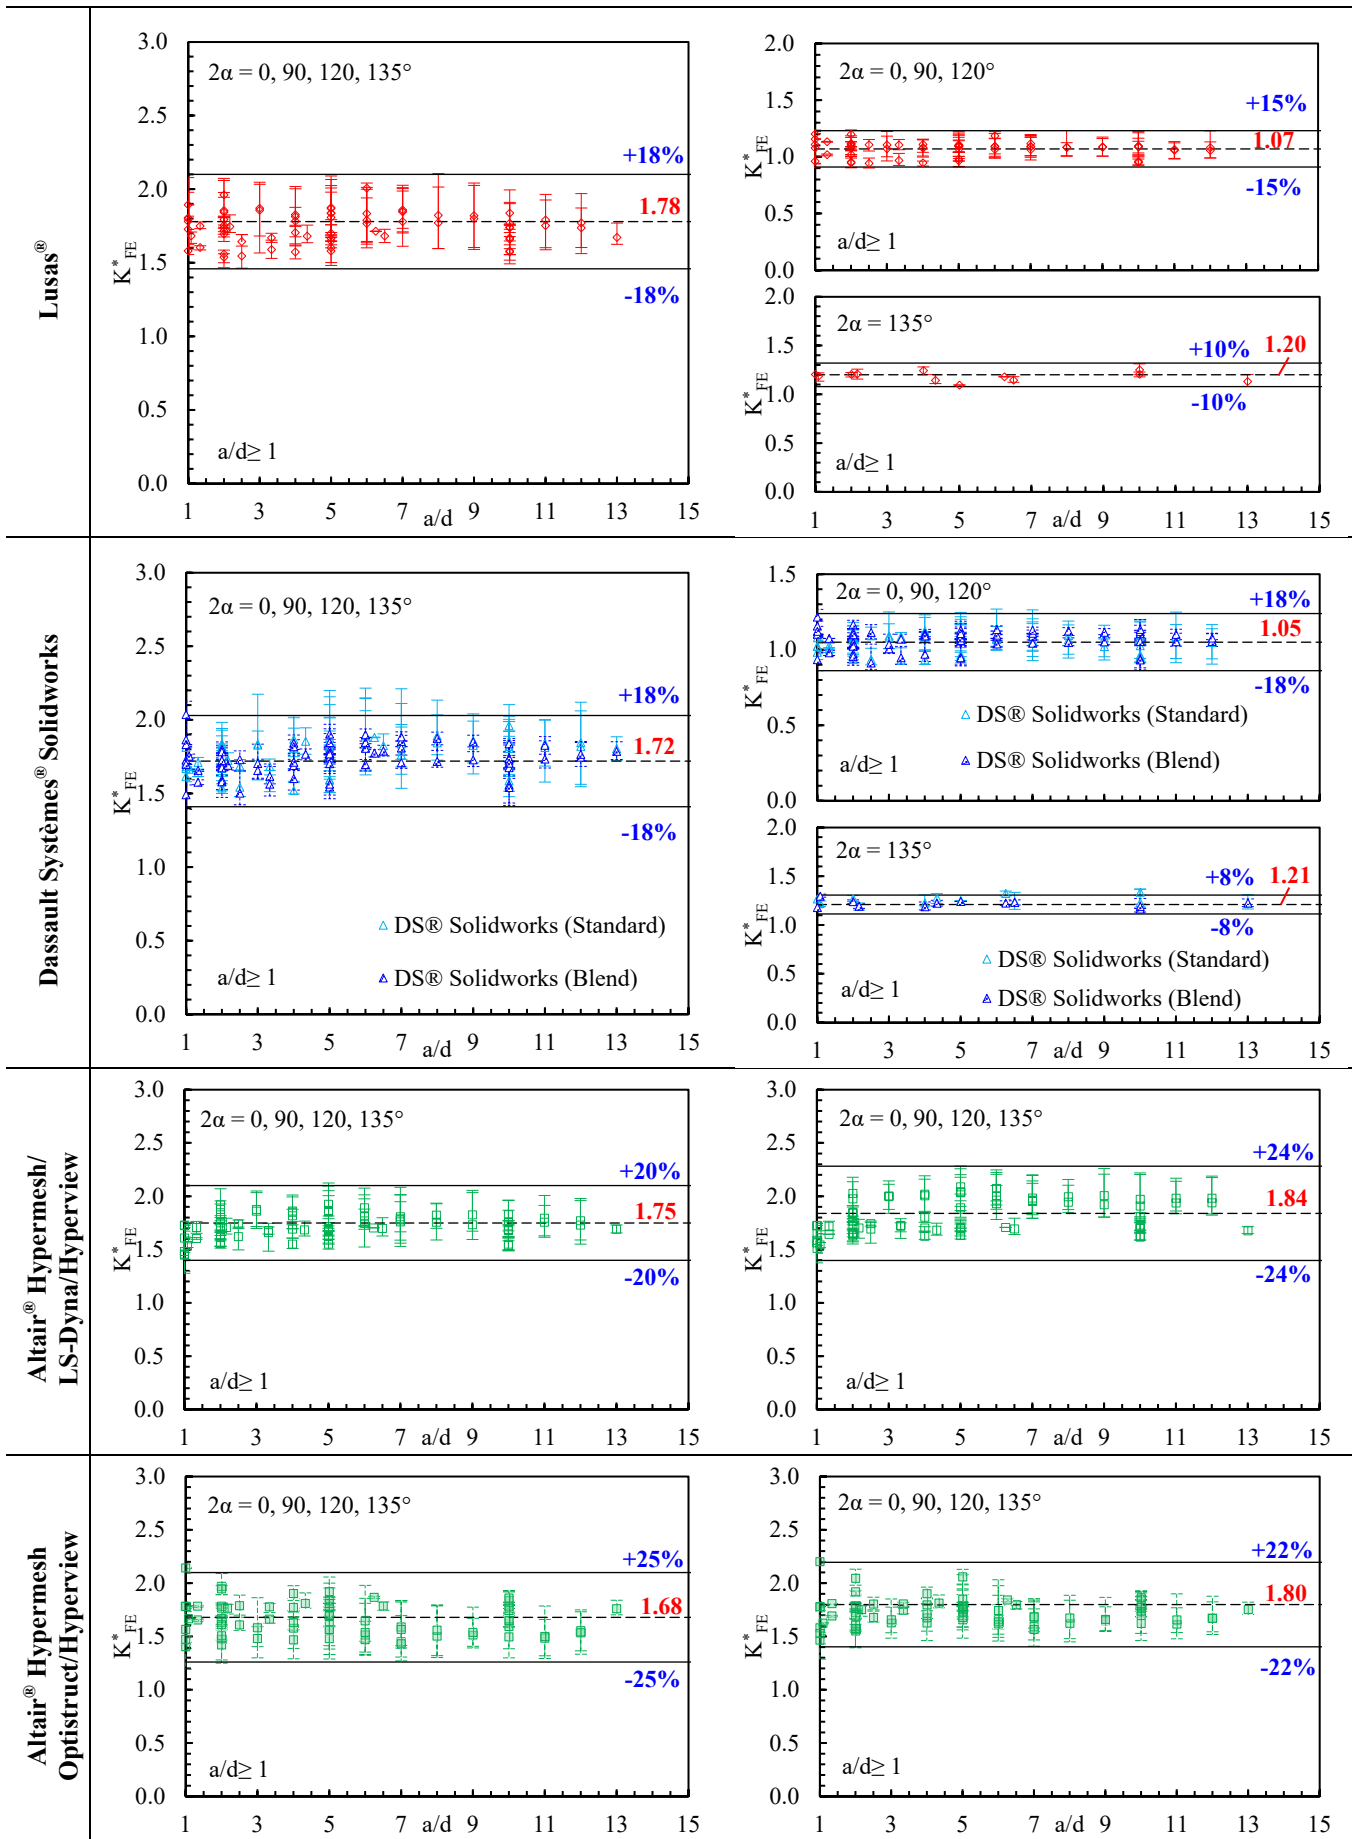 Lusas®
3.0
2.5
2.0
1.5
1.0
0.5
0.0
K*FE
2α = 0, 90, 120, 135°
+18%
1.78
-18%
a/d≥ 1
1 3 5 7 a/d 9 11 13 15
2.0
1.5
1.0
0.5
0.0
K*FE
2α = 0, 90, 120°
+15%
1.07
-15%
a/d≥ 1
2.0
1.5
1.0
0.5
0.0
K*FE
2α = 135°
+10% 1.20
-10%
a/d≥ 1
1 3 5 7 a/d 9 11 13 15
Dassault Systèmes® Solidworks
3.0
2.5
2.0
1.5
1.0
0.5
0.0
K*FE
2α = 0, 90, 120, 135°
+18%
1.72
-18%
DS® Solidworks (Standard)
DS® Solidworks (Blend)
a/d≥ 1
1 3 5 7 a/d 9 11 13 15
1.5
1.0
0.5
0.0
K*FE
2α = 0, 90, 120°
+18%
1.05
-18%
DS® Solidworks (Standard)
DS® Solidworks (Blend)
a/d≥ 1
2.0
1.5
1.0
0.5
0.0
K*FE
2α = 135°
+8% 1.21
-8%
DS® Solidworks (Standard)
DS® Solidworks (Blend)
a/d≥ 1
1 3 5 7 a/d 9 11 13 15
Altair® Hypermesh/
LS-Dyna/Hyperview
3.0
2.5
2.0
1.5
1.0
0.5
0.0
K*FE
2α = 0, 90, 120, 135°
+20%
1.75
-20%
a/d≥ 1
1 3 5 7 a/d 9 11 13 15
3.0
2.5
2.0
1.5
1.0
0.5
0.0
K*FE
2α = 0, 90, 120, 135°
+24%
1.84
-24%
a/d≥ 1
1 3 5 7 a/d 9 11 13 15
Altair® Hypermesh
Optistruct/Hyperview
3.0
2.5
2.0
1.5
1.0
0.5
0.0
K*FE
2α = 0, 90, 120, 135°
+25%
1.68
-25%
a/d≥ 1
1 3 5 7 a/d 9 11 13 15
3.0
2.5
2.0
1.5
1.0
0.5
0.0
K*FE
2α = 0, 90, 120, 135°
+22%
1.80
-22%
a/d≥ 1
1 3 5 7 a/d 9 11 13 15